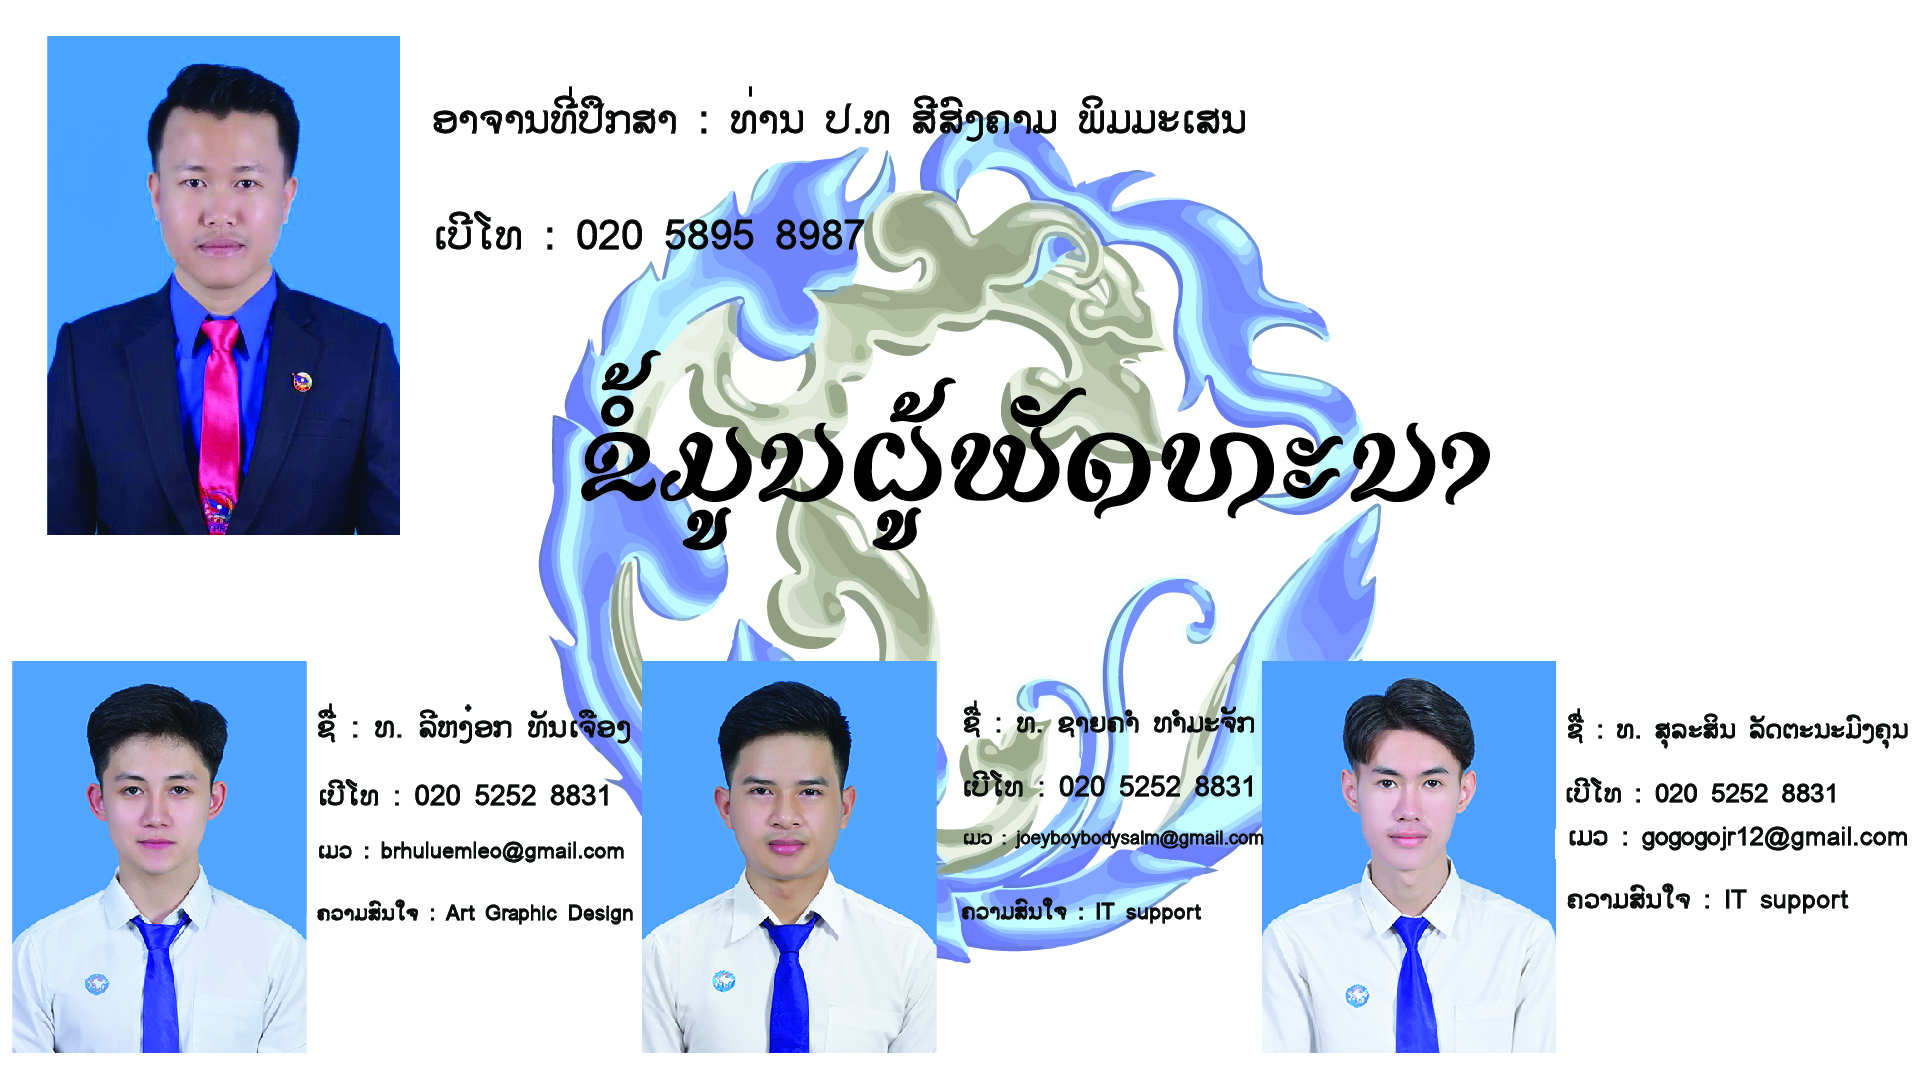 ອາຈານທີ່ປຶກສາ : ທ່ານ ປ.ທ ສີສົງຄາມ ພິມມະເສນ
ເບີໂທ : 020 5895 8987
ຂໍ້ມູນຜູ້ພັດທະນາ
ຊື່ : ທ. ລີຫງ໋ອກ ທັນເຈືອງ
ເບີໂທ : 020 5252 8831
ເມວ : brhuluemleo@gmail.com
ຄວາມສົນໃຈ : Art Graphic Design
ຊື່ : ທ. ຊາຍຄຳ ທຳມະຈັກ
ເບີໂທ : 020 5252 8831
ເມວ : joeyboybodysalm@gmail.com
ຄວາມສົນໃຈ : IT support
ຊື່ : ທ. ສຸລະສິນ ລັດຕະນະມົງຄຸນ
ເບີໂທ : 020 5252 8831
ເມວ : gogogojr12@gmail.com
ຄວາມສົນໃຈ : IT support